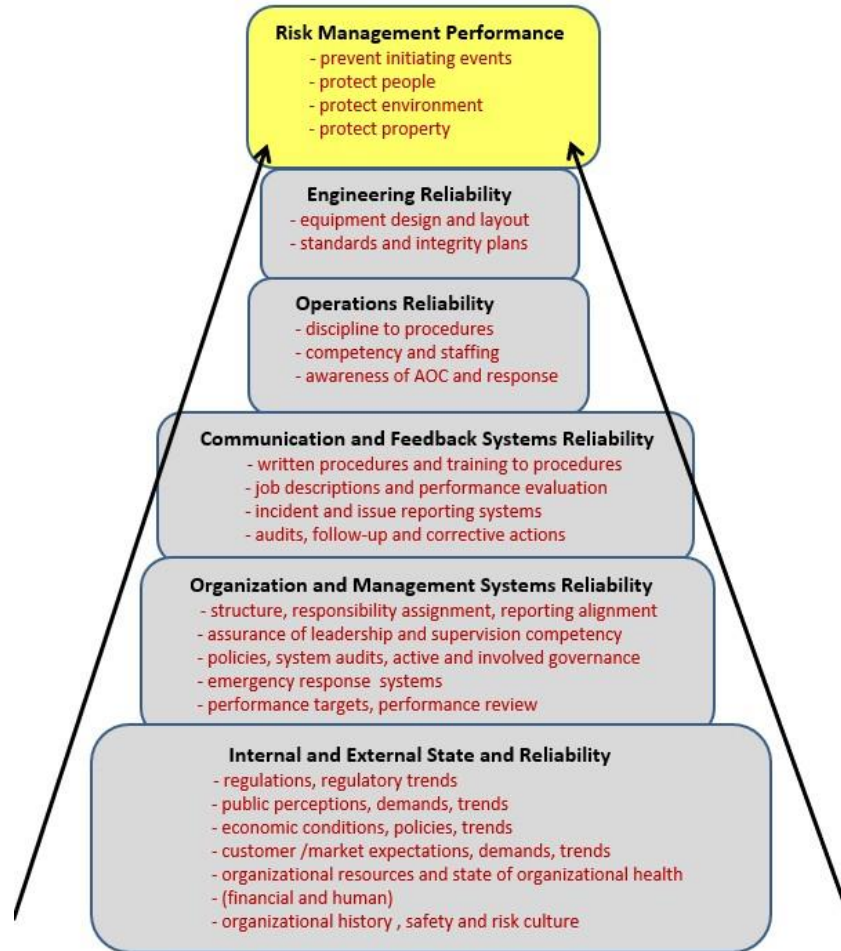 Risk Management Performance
- prevent initiating events
- protect people
- protect environment
- protect property
Engineering Reliability
- equipment design and layout
- standards and integrity plans
Operations Reliability
- discipline to procedures
- competency and staffing
- awareness of AOC and response
Communication and Feedback Systems Reliability
- written procedures and training to procedures
- job descriptions and performance evaluation
- incident and issue reporting systems
- audits, follow-up and corrective actions
Organization and Management Systems Reliability
- structure, responsibility assignment, reporting alignment
- assurance of leadership and supervision competency
- policies, system audits, active and involved governance
- emergency response  systems
- performance targets, performance review
Internal and External State and Reliability
- regulations, regulatory trends
- public perceptions, demands, trends
- economic conditions, policies, trends
- customer /market expectations, demands, trends
- organizational resources and state of organizational health
- (financial and human)
- organizational history , safety and risk culture